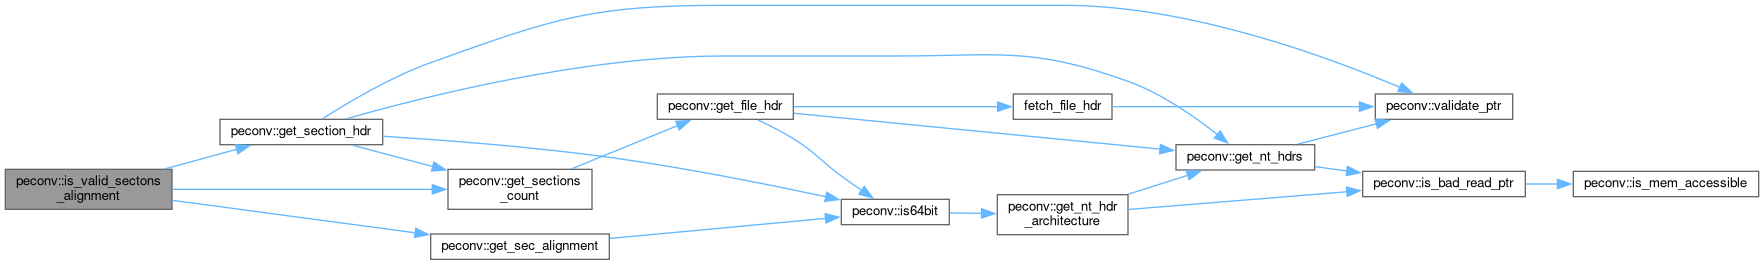 peconv::is_valid_sectons
_alignment
peconv::get_section_hdr
peconv::get_sections
_count
peconv::get_sec_alignment
peconv::get_file_hdr
peconv::is64bit
fetch_file_hdr
peconv::get_nt_hdr
_architecture
peconv::get_nt_hdrs
peconv::validate_ptr
peconv::is_bad_read_ptr
peconv::is_mem_accessible